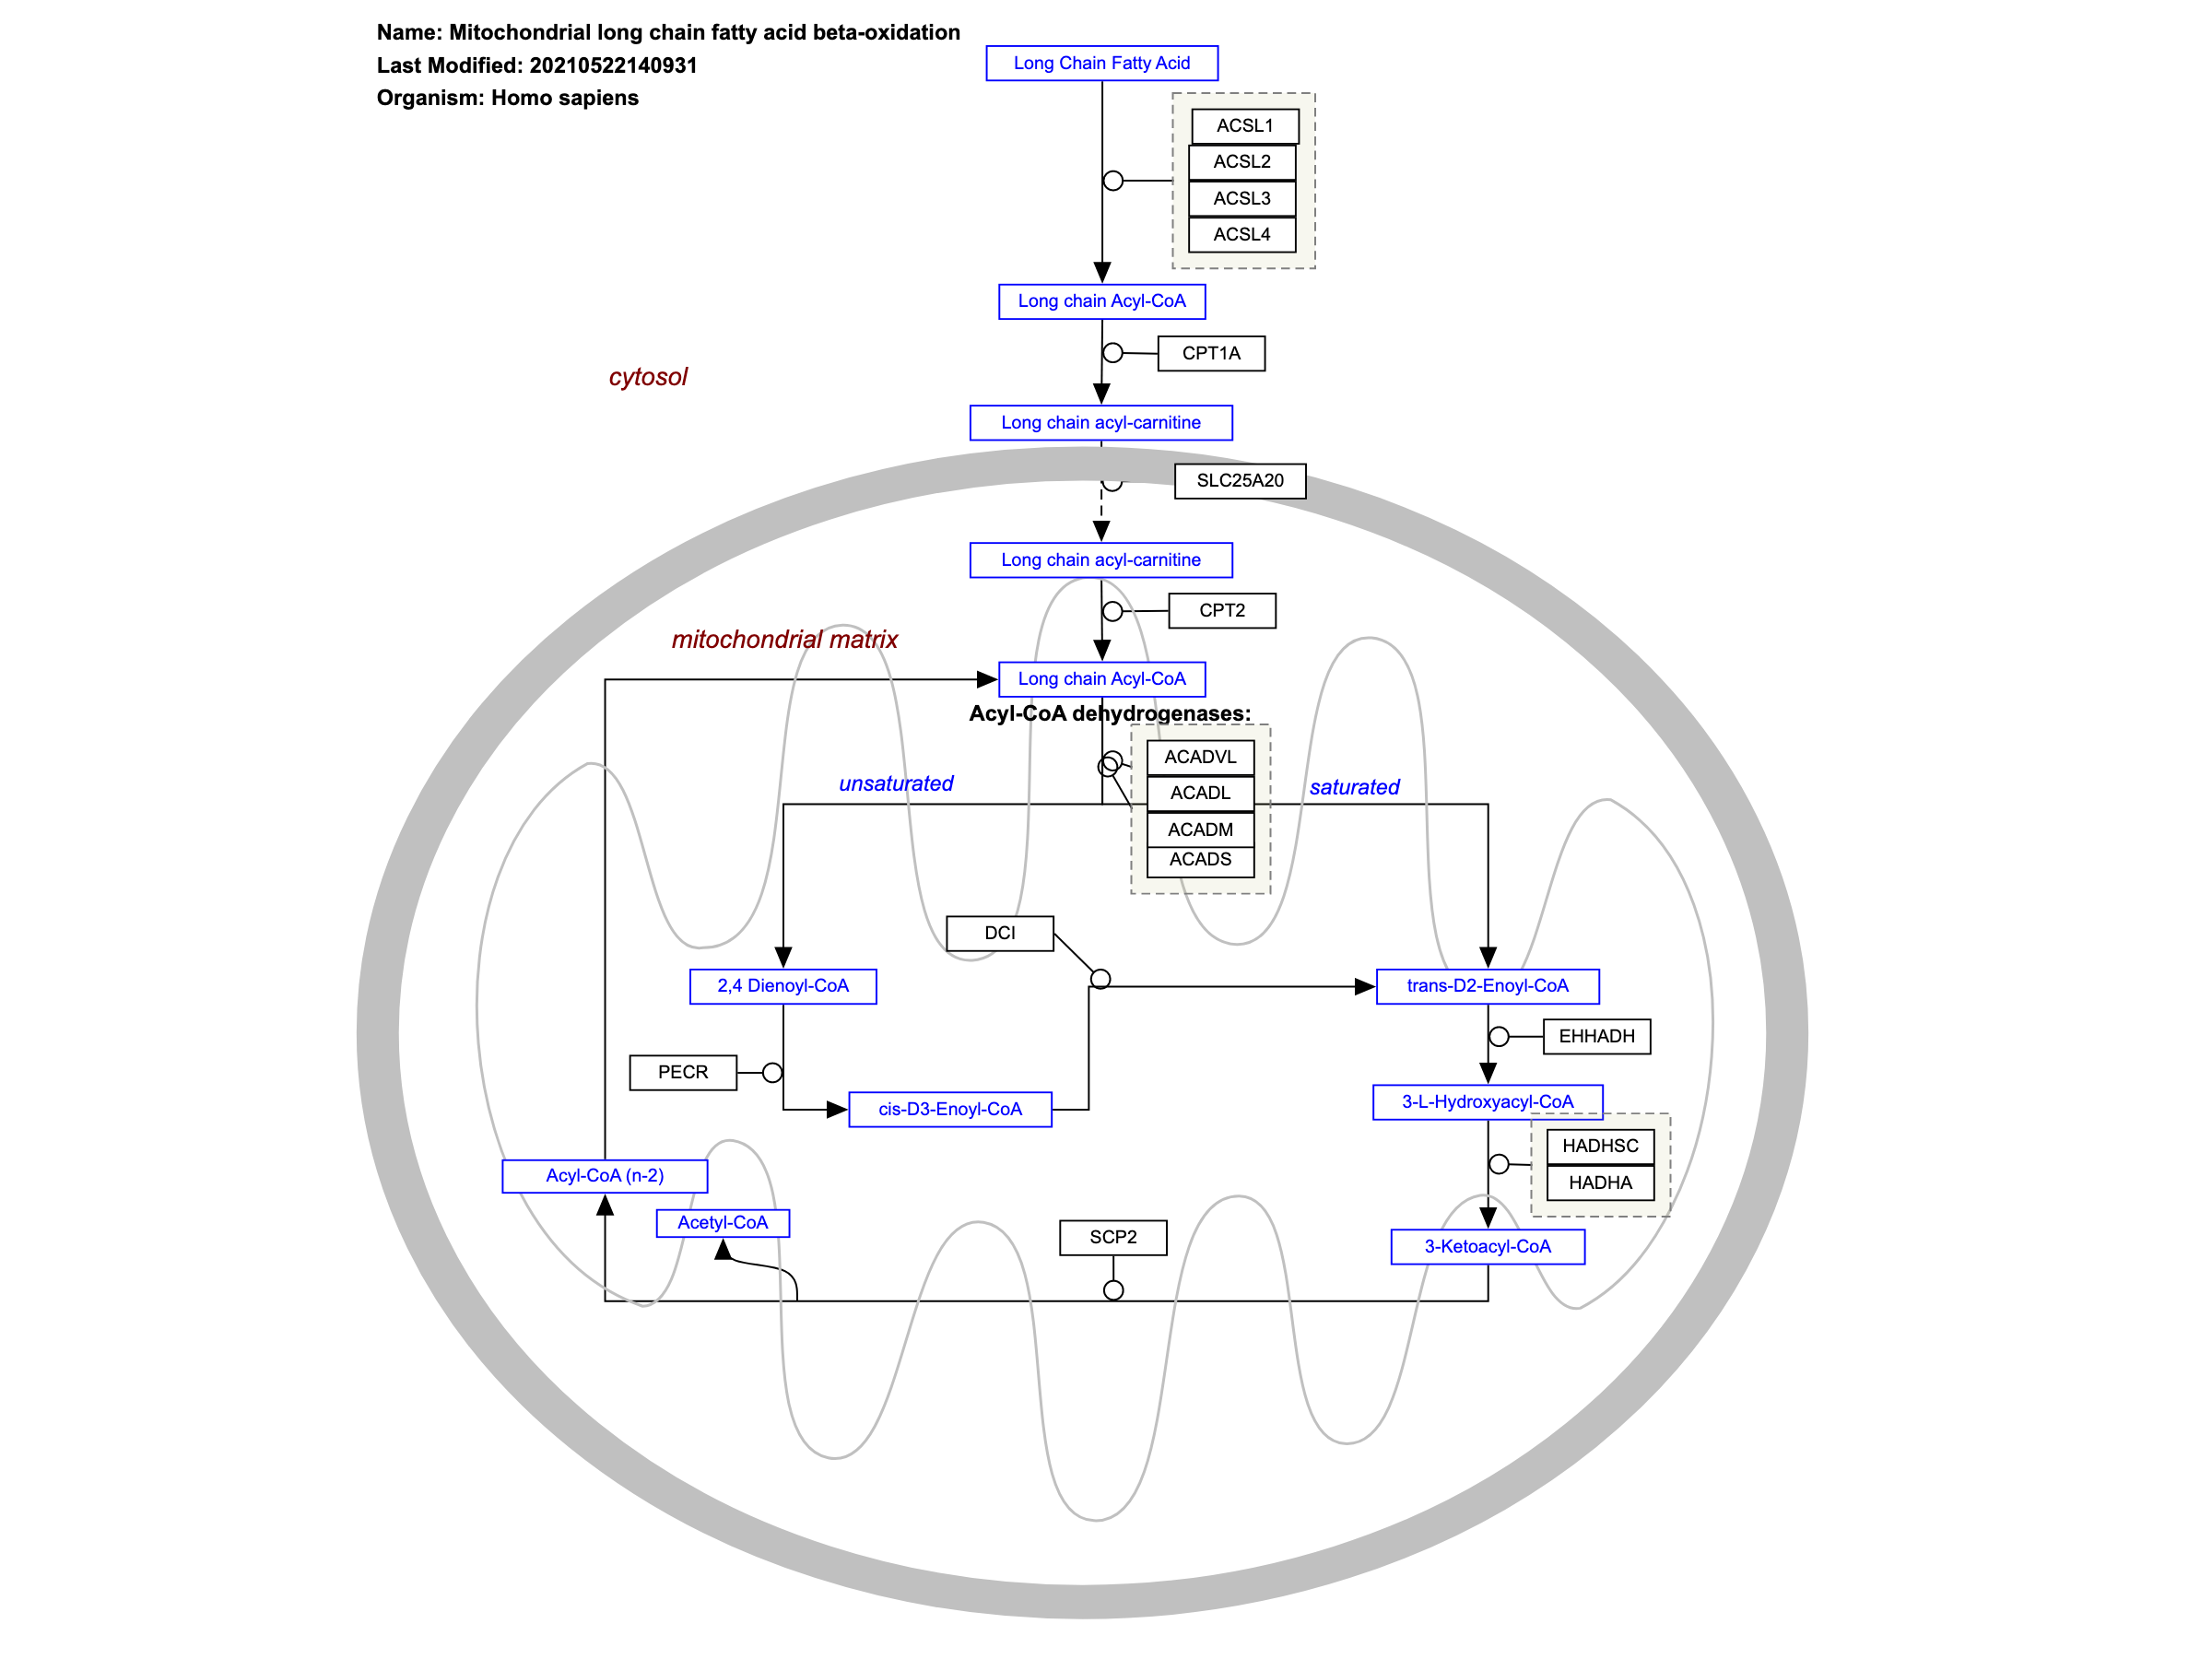 Name: Mitochondrial long chain fatty acid beta-oxidation
Last Modified: 20210522140931
Organism: Homo sapiens
Long Chain Fatty Acid
ACSL1
ACSL2
ACSL3
ACSL4
Long chain Acyl-CoA
CPT1A
cytosol
Long chain acyl-carnitine
SLC25A20
Long chain acyl-carnitine
CPT2
mitochondrial matrix
Long chain Acyl-CoA
Acyl-CoA dehydrogenases:
ACADVL
unsaturated
saturated
ACADL
ACADM
ACADS
DCI
2,4 Dienoyl-CoA
trans-D2-Enoyl-CoA
EHHADH
PECR
cis-D3-Enoyl-CoA
3-L-Hydroxyacyl-CoA
HADHSC
HADHA
Acyl-CoA (n-2)
Acetyl-CoA
SCP2
3-Ketoacyl-CoA